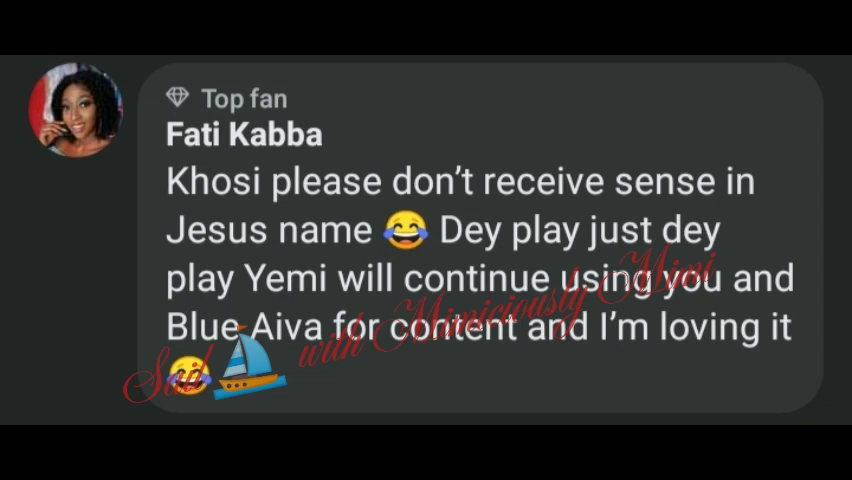 Top fan
Fati Kabba
Khosi please don't receive sense in
Jesus name 😂 Dey play just dey
play Yemi will continue using you and
Blue Aiva for content and I'm loving it
😂
Sail ⛵ with Mimiciously Mimi